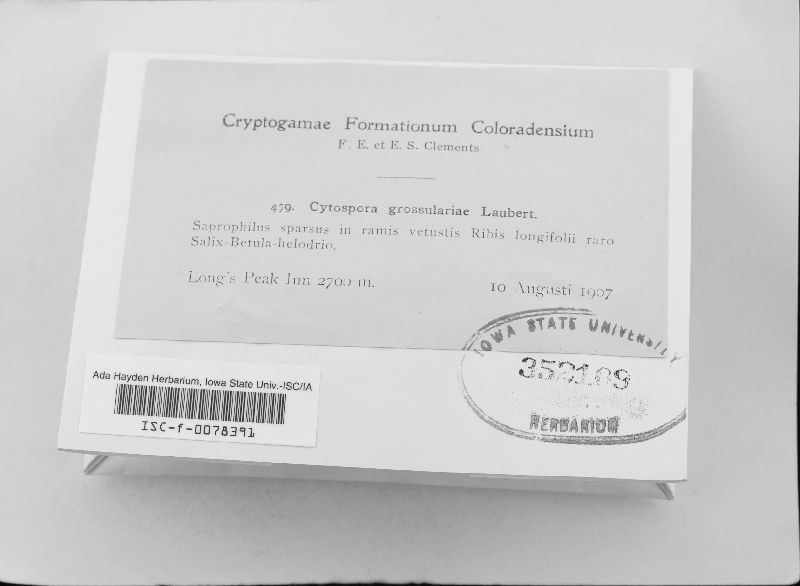 Cryptogamae Formationum Coloradensium
F. E. et E. S. Clements
479. Cytospora grossulariae Laubert.
Saprophilus sparsus in ramis vetustis Ribis longifolii raro
Salix-Betula-helodrio.
Long's Peak Inn 2700 m.
10 Augusti 1907
IOWA STATE UNIVERSITY
352169
HERBARIUM
Ada Hayden Herbarium, Iowa State Univ.-ISC/IA
ISC-f-0078391